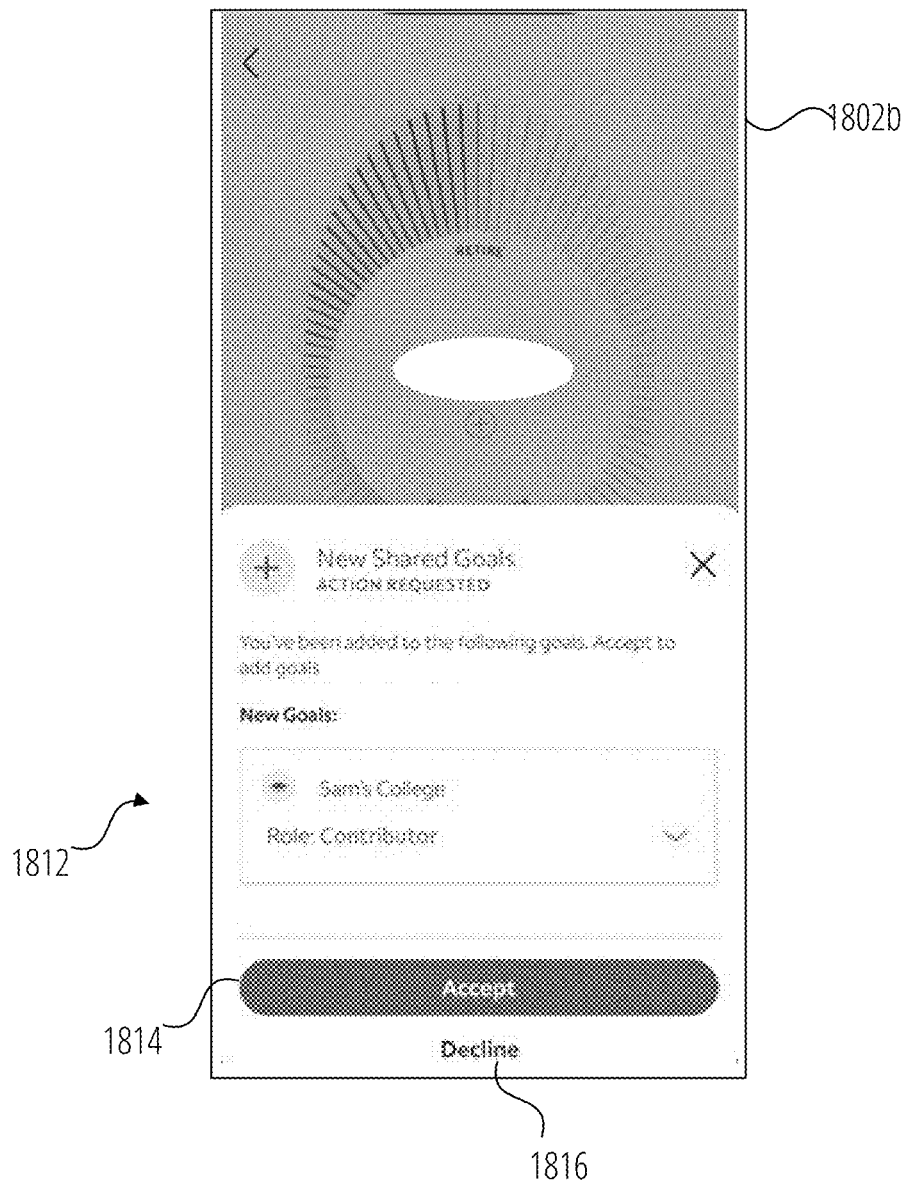 1802b
New Shared Goals
ACTION REQUESTED
You've been added to the following goals. Accept to
add goals
New Goals:
Sam's College
Role: Contributor
1812
Accept
1814
Decline
1816